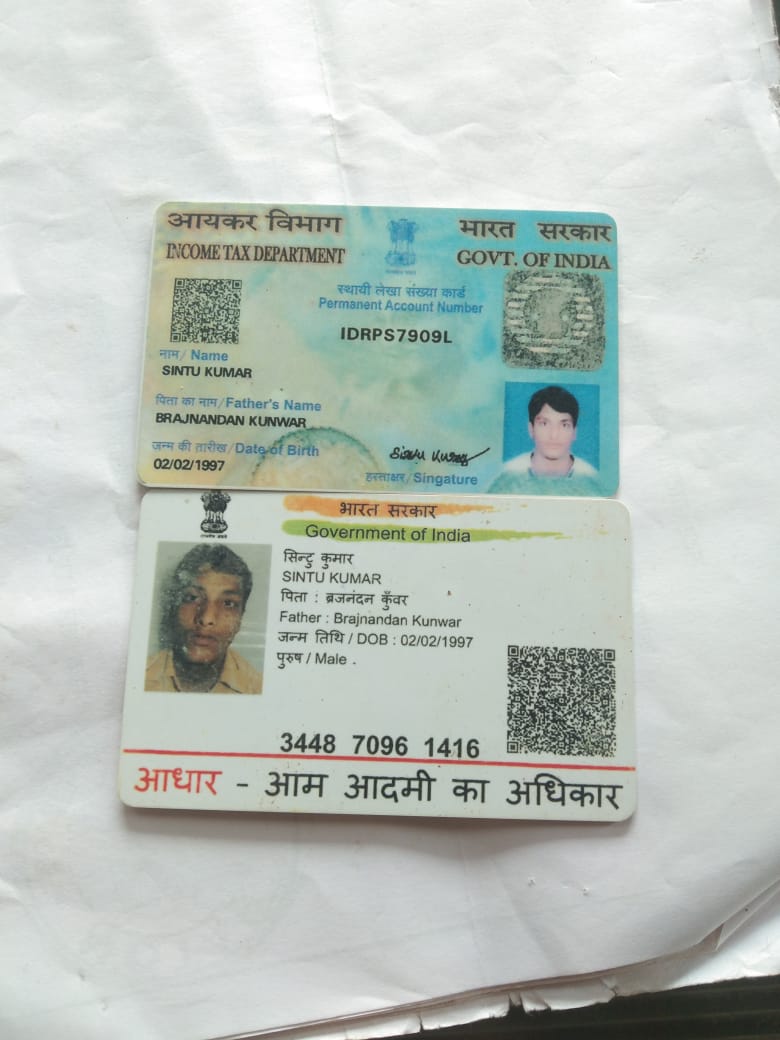 आयकर विभाग
INCOME TAX DEPARTMENT
भारत सरकार
GOVT. OF INDIA
स्थायी लेखा संख्या कार्ड
Permanent Account Number
IDRPS7909L
नाम/ Name
SINTU KUMAR
पिता का नाम/Father's Name
BRAJNANDAN KUNWAR
जन्म की तारीख/Date of Birth
02/02/1997
Sintu Kumar
हस्ताक्षर/Singature
भारत सरकार
Government of India
सिन्टु कुमार
SINTU KUMAR
पिता : ब्रजनंदन कुँवर
Father : Brajnandan Kunwar
जन्म तिथि / DOB : 02/02/1997
पुरुष / Male .
3448 7096 1416
आधार - आम आदमी का अधिकार